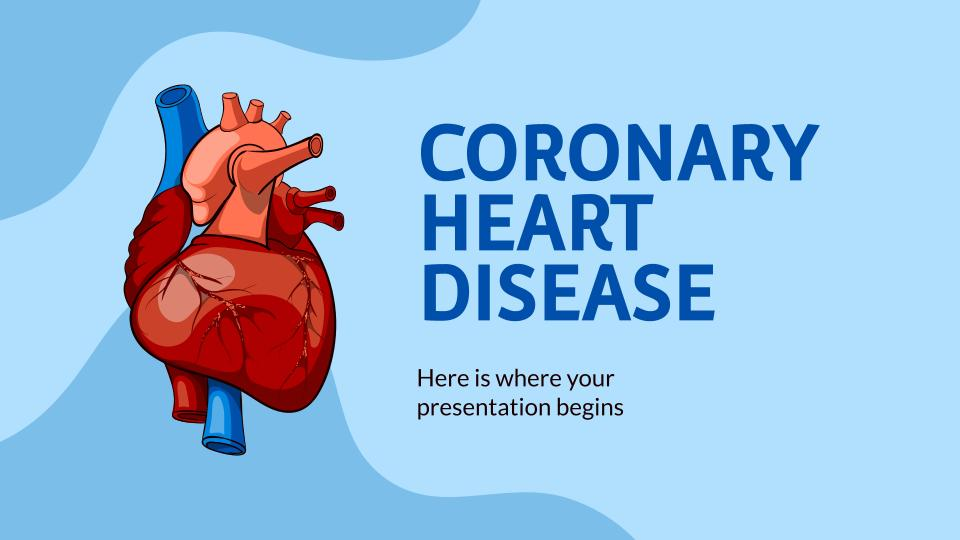 CORONARY
HEART
DISEASE
Here is where your
presentation begins